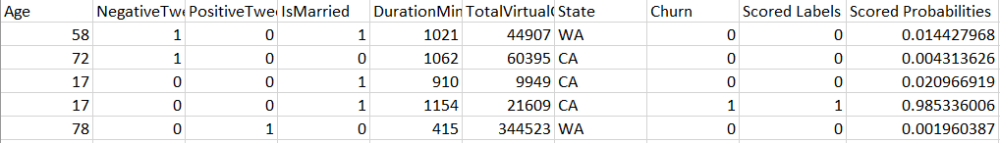 Age NegativeTwe PositiveTweet IsMarried DurationMin TotalVirtualC State Churn Scored Labels Scored Probabilities
58 1 0 1 1021 44907 WA 0 0 0.014427968
72 1 0 0 1062 60395 CA 0 0 0.004313626
17 0 0 1 910 9949 CA 0 0 0.020966919
17 0 0 1 1154 21609 CA 1 1 0.985336006
78 0 1 0 415 344523 WA 0 0 0.001960387